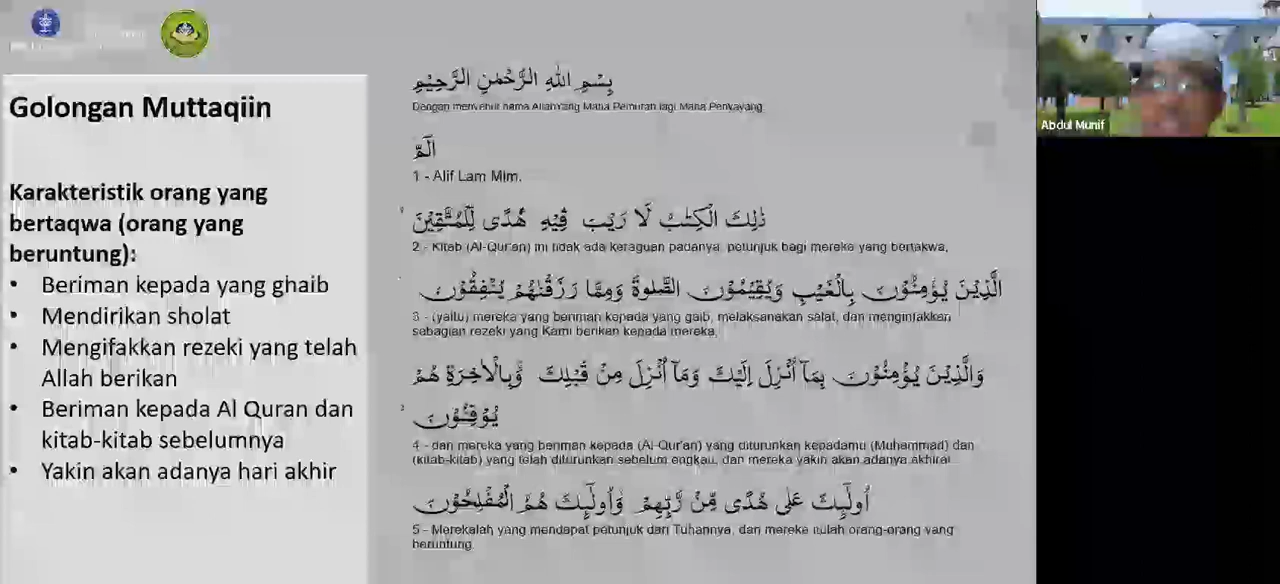 Golongan Muttaqiin
Karakteristik orang yang
bertaqwa (orang yang
beruntung):
• Beriman kepada yang ghaib
• Mendirikan sholat
• Mengifakkan rezeki yang telah
Allah berikan
• Beriman kepada Al Quran dan
kitab-kitab sebelumnya
• Yakin akan adanya hari akhir
بِسْمِ اللّٰهِ الرَّحْمٰنِ الرَّحِيْمِ
Dengan menyebut nama Allah Yang Maha Pemurah lagi Maha Penyayang.
الۤمّۤ
1 - Alif Lam Mim.
ذٰلِكَ الْكِتٰبُ لَا رَيْبَ فِيْهِ هُدًى لِّلْمُتَّقِيْنَ
2 - Kitab (Al-Qur'an) ini tidak ada keraguan padanya, petunjuk bagi mereka yang bertakwa,
الَّذِيْنَ يُؤْمِنُوْنَ بِالْغَيْبِ وَيُقِيْمُوْنَ الصَّلٰوةَ وَمِمَّا رَزَقْنٰهُمْ يُنْفِقُوْنَ
3 - (yaitu) mereka yang beriman kepada yang gaib, melaksanakan salat, dan menginfakkan
sebagian rezeki yang Kami berikan kepada mereka,
وَالَّذِيْنَ يُؤْمِنُوْنَ بِمَآ اُنْزِلَ اِلَيْكَ وَمَآ اُنْزِلَ مِنْ قَبْلِكَ وَبِالْاٰخِرَةِ هُمْ
يُوْقِنُوْنَ
4 - dan mereka yang beriman kepada (Al-Qur'an) yang diturunkan kepadamu (Muhammad) dan
(kitab-kitab) yang telah diturunkan sebelum engkau, dan mereka yakin akan adanya akhirat.
اُولٰۤىِٕكَ عَلٰى هُدًى مِّنْ رَّبِّهِمْ وَاُولٰۤىِٕكَ هُمُ الْمُفْلِحُوْنَ
5 - Merekalah yang mendapat petunjuk dari Tuhannya, dan mereka itulah orang-orang yang
beruntung.
Abdul Munif